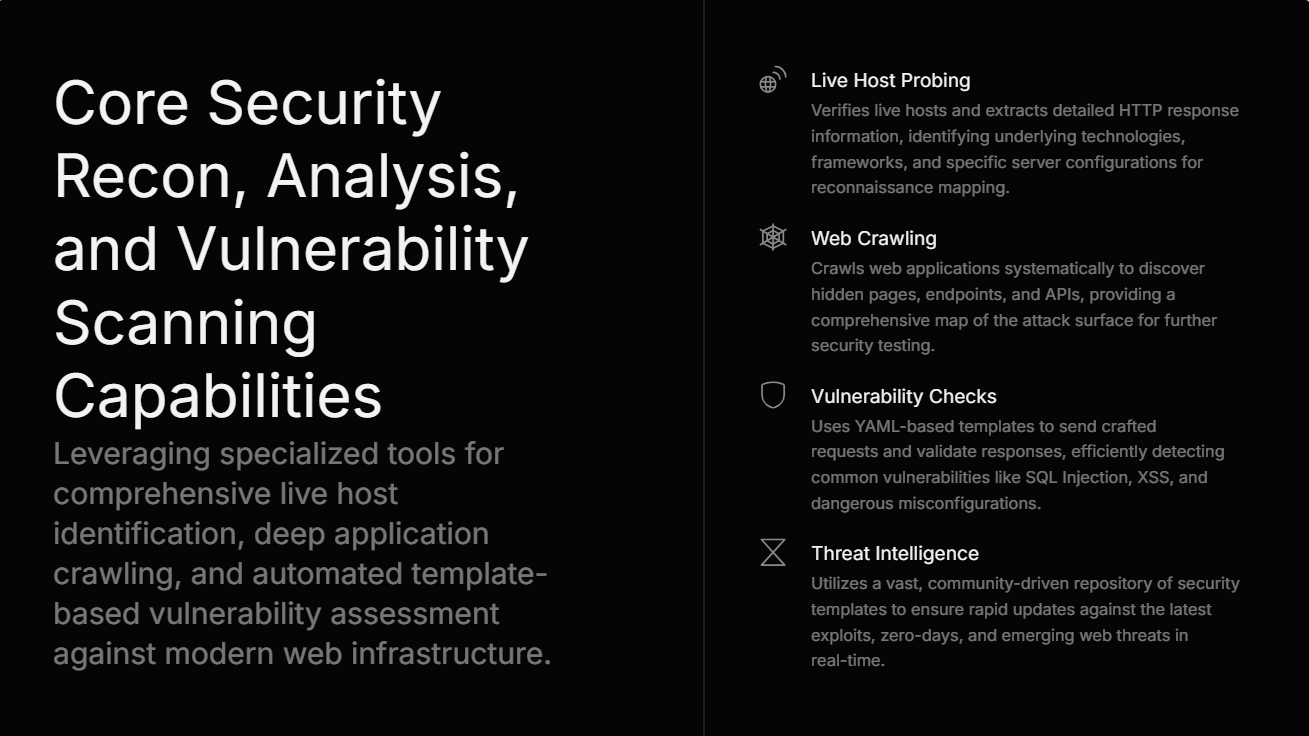 Core Security
Recon, Analysis,
and Vulnerability
Scanning
Capabilities
Leveraging specialized tools for
comprehensive live host
identification, deep application
crawling, and automated template-
based vulnerability assessment
against modern web infrastructure.
Live Host Probing
Verifies live hosts and extracts detailed HTTP response
information, identifying underlying technologies,
frameworks, and specific server configurations for
reconnaissance mapping.
Web Crawling
Crawls web applications systematically to discover
hidden pages, endpoints, and APIs, providing a
comprehensive map of the attack surface for further
security testing.
Vulnerability Checks
Uses YAML-based templates to send crafted
requests and validate responses, efficiently detecting
common vulnerabilities like SQL Injection, XSS, and
dangerous misconfigurations.
Threat Intelligence
Utilizes a vast, community-driven repository of security
templates to ensure rapid updates against the latest
exploits, zero-days, and emerging web threats in
real-time.